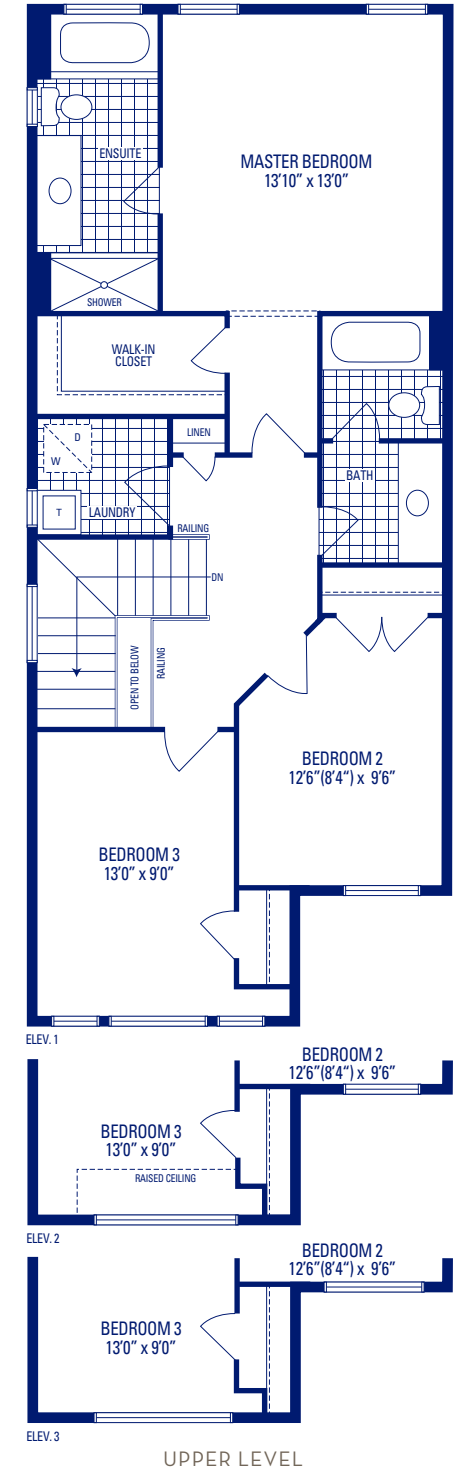 ENSUITE
MASTER BEDROOM
13'10" x 13'0"
SHOWER
WALK-IN
CLOSET
LINEN
D
W
T
LAUNDRY
BATH
RAILING
DN
OPEN TO BELOW
RAILING
BEDROOM 2
12'6"(8'4") x 9'6"
BEDROOM 3
13'0" x 9'0"
ELEV. 1
BEDROOM 2
12'6"(8'4") x 9'6"
BEDROOM 3
13'0" x 9'0"
RAISED CEILING
ELEV. 2
BEDROOM 2
12'6"(8'4") x 9'6"
BEDROOM 3
13'0" x 9'0"
ELEV. 3
UPPER LEVEL